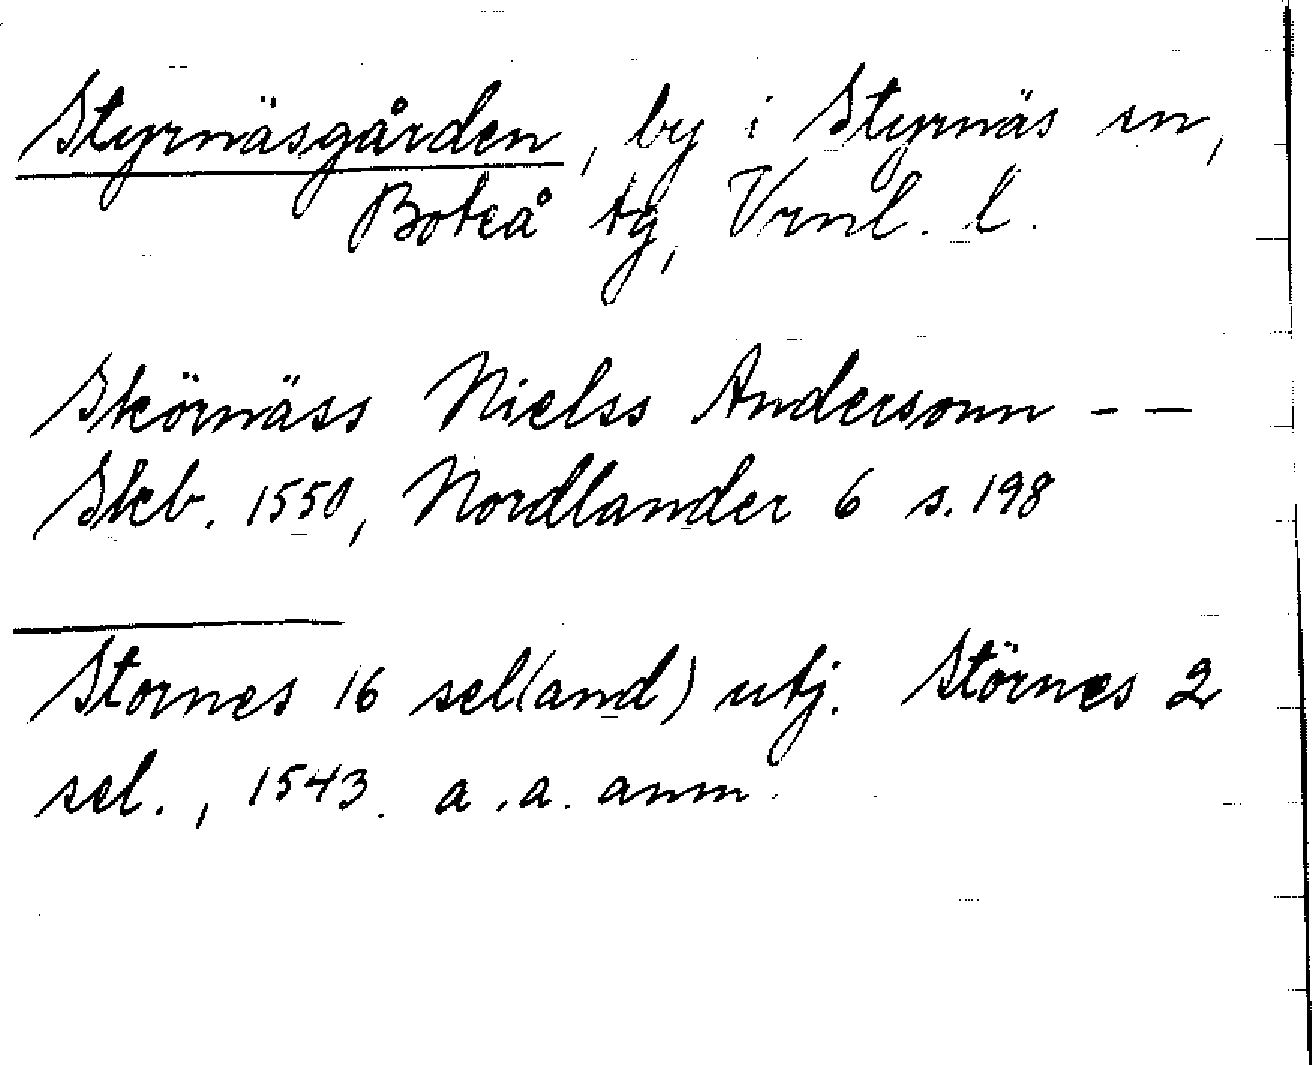 Styrnäsgården, by i Styrnäs sn,
Boteå tg, Vrnl. l.
Skörnäss Nielss Andersonn - -
Skb. 1550, Nordlander 6 s. 198
Stornes 16 sel(and) utj. Störnes 2
sel., 1543. a.a. anm.